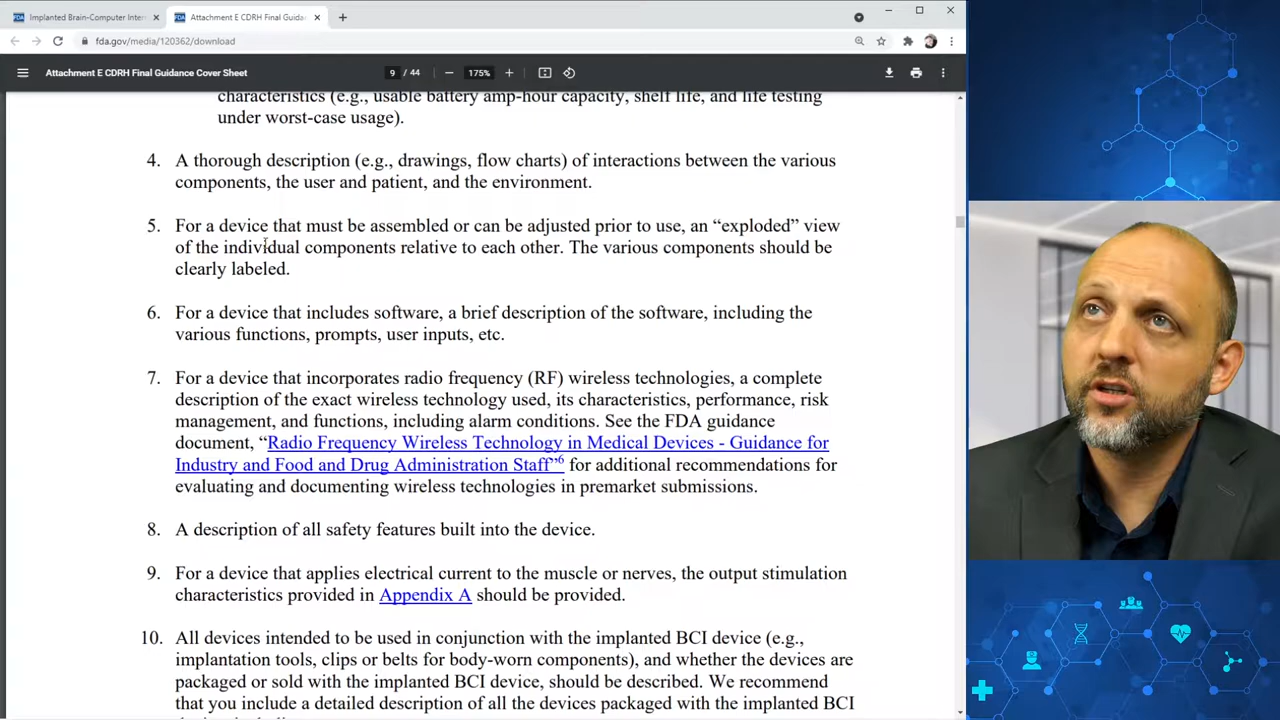 Implanted Brain-Computer Inter
Attachment E CDRH Final Guidan
fda.gov/media/120362/download
Attachment E CDRH Final Guidance Cover Sheet
9 / 44
175%
characteristics (e.g., usable battery amp-hour capacity, shelf life, and life testing
under worst-case usage).
4. A thorough description (e.g., drawings, flow charts) of interactions between the various
components, the user and patient, and the environment.
5. For a device that must be assembled or can be adjusted prior to use, an “exploded” view
of the individual components relative to each other. The various components should be
clearly labeled.
6. For a device that includes software, a brief description of the software, including the
various functions, prompts, user inputs, etc.
7. For a device that incorporates radio frequency (RF) wireless technologies, a complete
description of the exact wireless technology used, its characteristics, performance, risk
management, and functions, including alarm conditions. See the FDA guidance
document, “Radio Frequency Wireless Technology in Medical Devices - Guidance for
Industry and Food and Drug Administration Staff”6 for additional recommendations for
evaluating and documenting wireless technologies in premarket submissions.
8. A description of all safety features built into the device.
9. For a device that applies electrical current to the muscle or nerves, the output stimulation
characteristics provided in Appendix A should be provided.
10. All devices intended to be used in conjunction with the implanted BCI device (e.g.,
implantation tools, clips or belts for body-worn components), and whether the devices are
packaged or sold with the implanted BCI device, should be described. We recommend
that you include a detailed description of all the devices packaged with the implanted BCI